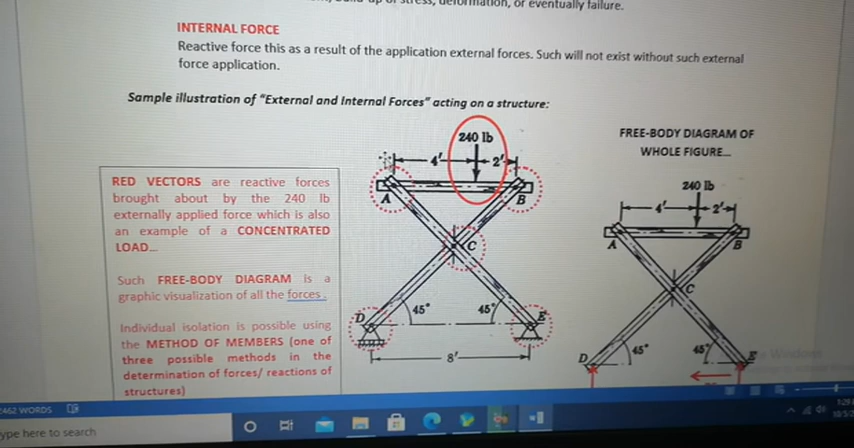 or eventually failure.
INTERNAL FORCE
Reactive force this as a result of the application external forces. Such will not exist without such external
force application.
Sample illustration of "External and Internal Forces" acting on a structure:
240 lb
4'
2'
A
B
C
D
E
45°
45°
8'
FREE-BODY DIAGRAM OF
WHOLE FIGURE...
240 lb
4'
2'
A
B
C
D
E
45°
45°
RED VECTORS are reactive forces
brought about by the 240 lb
externally applied force which is also
an example of a CONCENTRATED
LOAD...
Such FREE-BODY DIAGRAM is a
graphic visualization of all the forces.
Individual isolation is possible using
the METHOD OF MEMBERS (one of
three possible methods in the
determination of forces/ reactions of
structures)
Windows
2462 WORDS
ype here to search
1:29
10/5/2